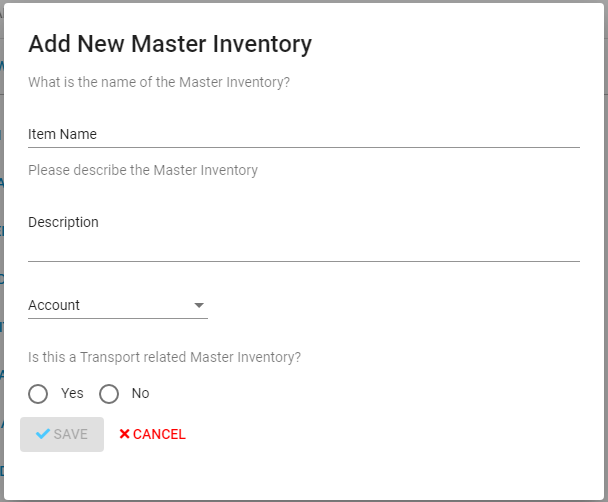 Add New Master Inventory
What is the name of the Master Inventory?
Item Name
Please describe the Master Inventory
Description
Account
Is this a Transport related Master Inventory?
Yes No
SAVE CANCEL